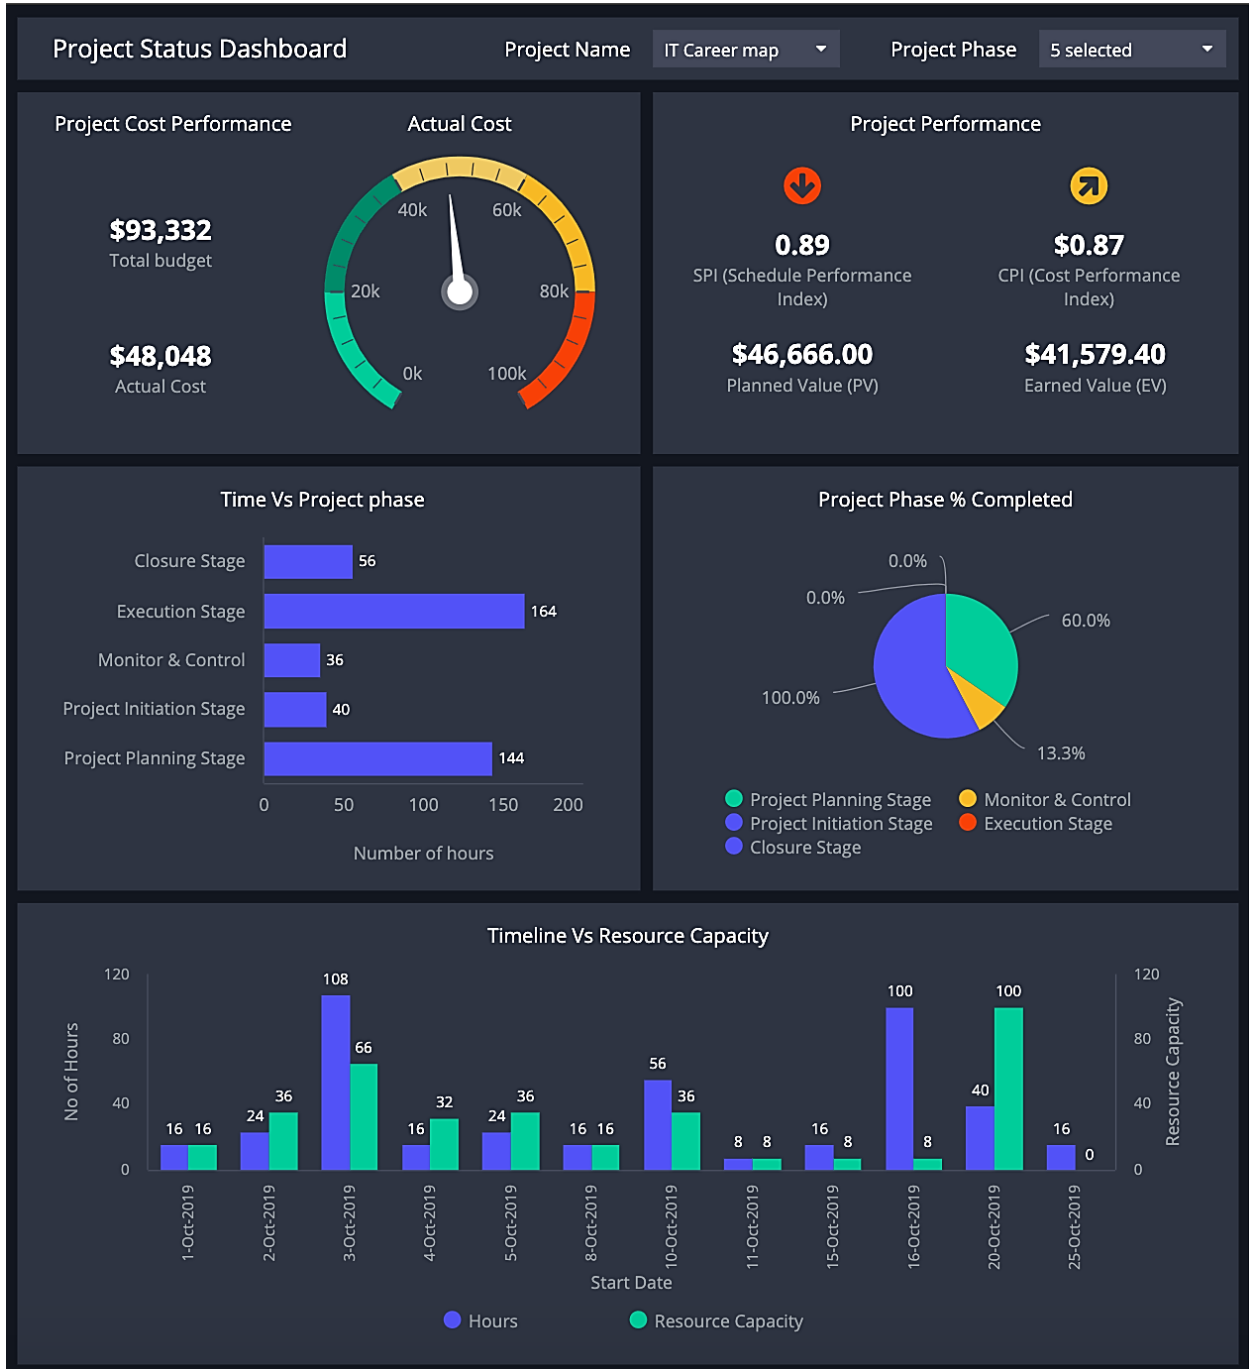 Project Status Dashboard
Project Name
IT Career map
Project Phase
5 selected
Project Cost Performance
Actual Cost
$93,332
Total budget
$48,048
Actual Cost
0k
20k
40k
60k
80k
100k
Project Performance
0.89
SPI (Schedule Performance
Index)
$0.87
CPI (Cost Performance
Index)
$46,666.00
Planned Value (PV)
$41,579.40
Earned Value (EV)
Time Vs Project phase
Closure Stage
56
Execution Stage
164
Monitor & Control
36
Project Initiation Stage
40
Project Planning Stage
144
0
50
100
150
200
Number of hours
Project Phase % Completed
0.0%
0.0%
60.0%
100.0%
13.3%
Project Planning Stage
Monitor & Control
Project Initiation Stage
Execution Stage
Closure Stage
Timeline Vs Resource Capacity
No of Hours
120
80
40
0
16
16
24
36
108
66
16
32
24
36
16
16
56
36
8
8
16
8
100
8
40
100
16
0
120
80
40
0
Resource Capacity
1-Oct-2019
2-Oct-2019
3-Oct-2019
4-Oct-2019
5-Oct-2019
8-Oct-2019
10-Oct-2019
11-Oct-2019
15-Oct-2019
16-Oct-2019
20-Oct-2019
25-Oct-2019
Start Date
Hours
Resource Capacity